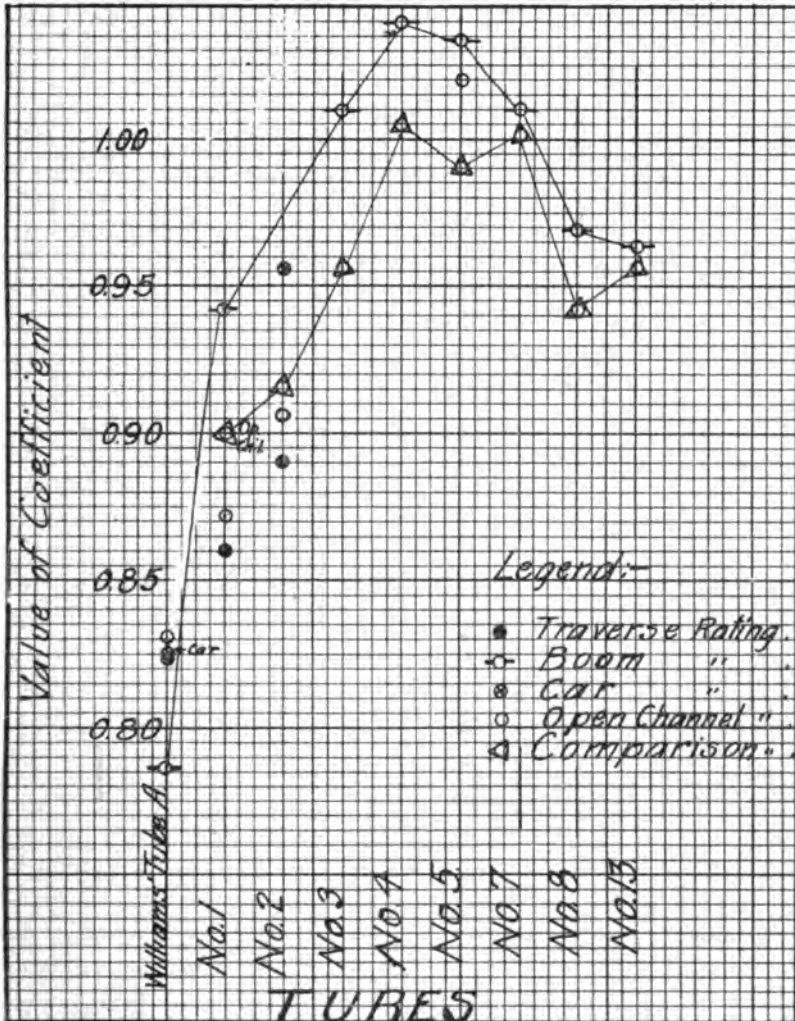 1.00
0.95
0.90
0.85
0.80
Value of Coefficient
Car
Legend:-
Traverse Rating.
Boom " .
Car " .
Open Channel " .
Comparison " .
Williams' Tube A
No.1
No.2
No.3
No.4
No.5
No.7
No.8
No.13
TUBES